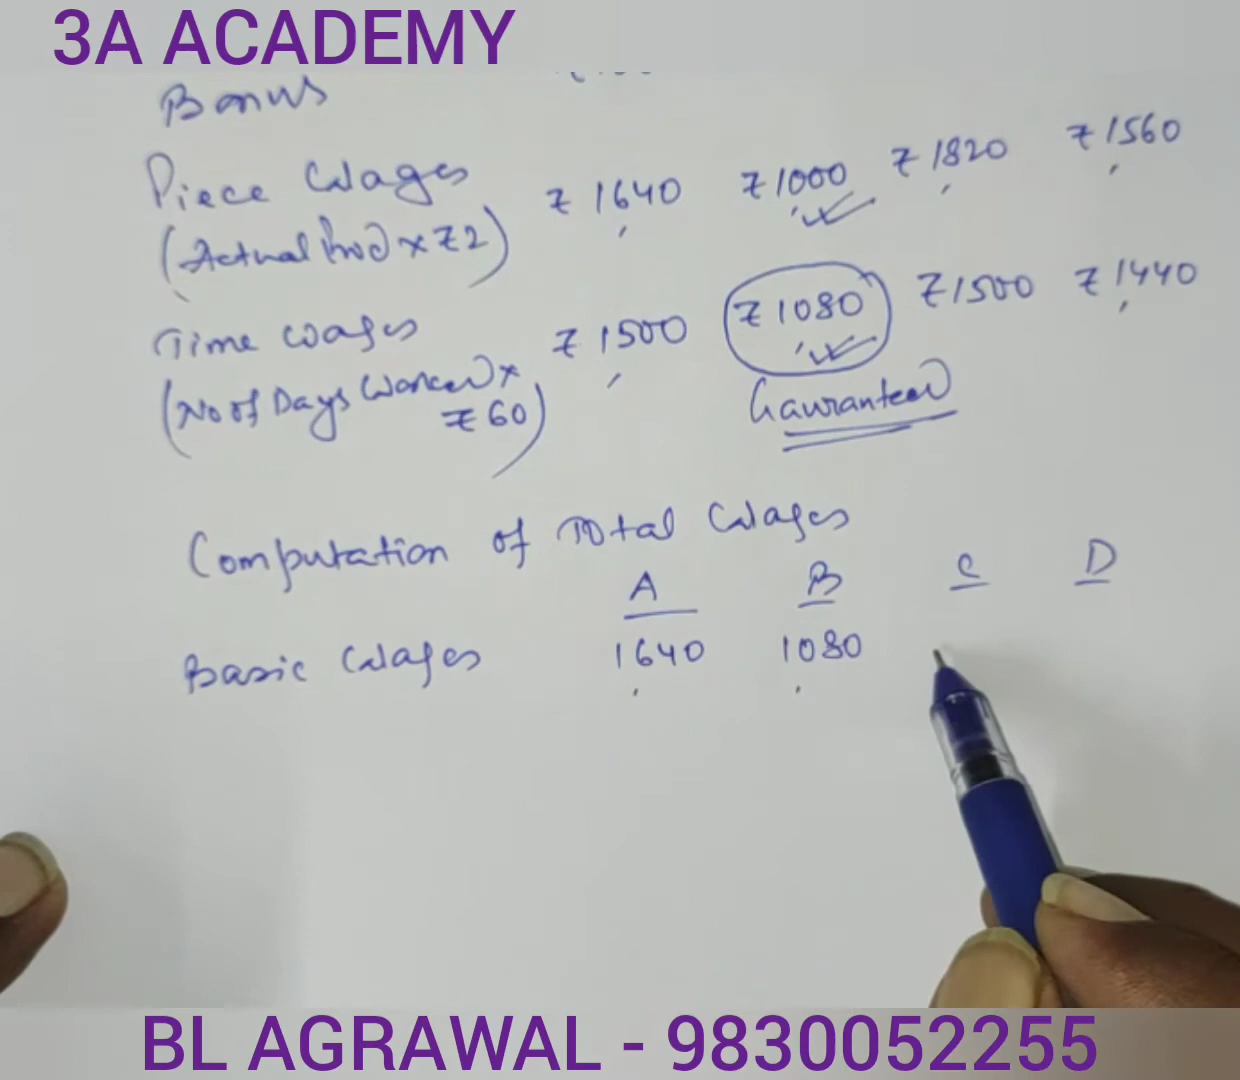 3A ACADEMY
Bonus
Piece Wages ₹1640 ₹1000 ₹1820 ₹1560
(Actual Prod × ₹2)
Time Wages ₹1500 ₹1080 ₹1500 ₹1440
(No of Days Worked ×
₹60)
Gauranteed
Computation of Total Wages
A B C D
Basic Wages 1640 1080
BL AGRAWAL - 9830052255